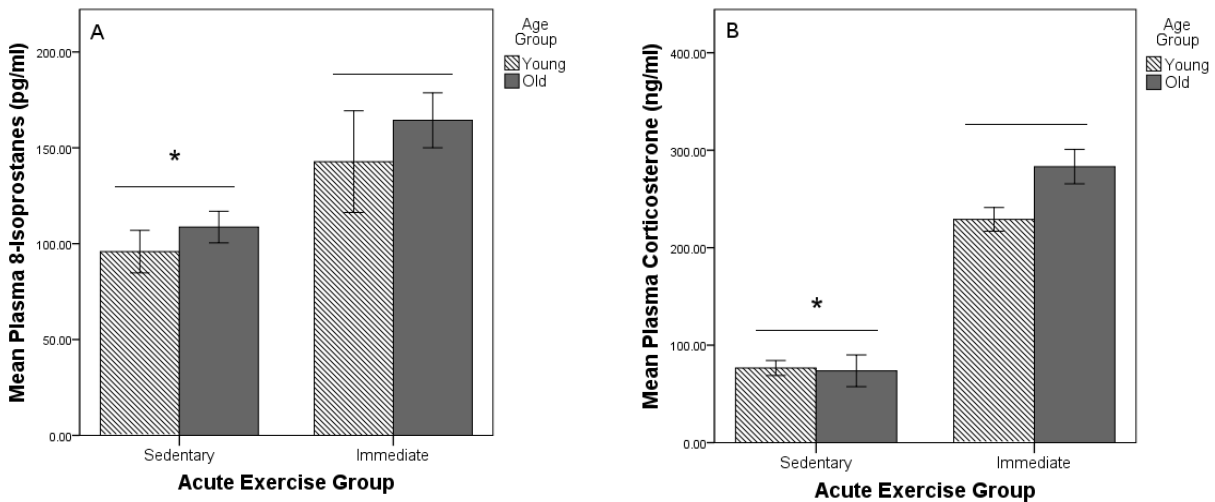 A
Age
Group
Young
Old
Mean Plasma 8-Isoprostanes (pg/ml)
200.00
150.00
100.00
50.00
0.00
*
Sedentary
Immediate
Acute Exercise Group
B
Age
Group
Young
Old
Mean Plasma Corticosterone (ng/ml)
400.00
300.00
200.00
100.00
0.00
*
Sedentary
Immediate
Acute Exercise Group